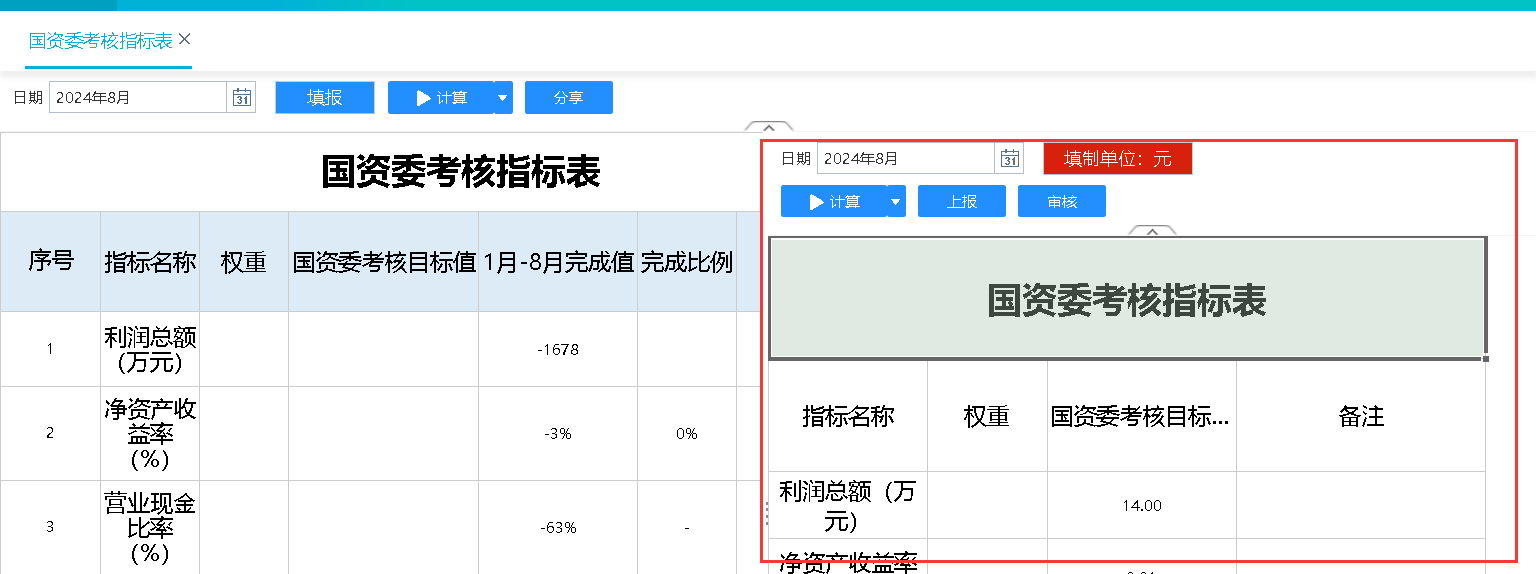 国资委考核指标表
日期 2024年8月 31 填报 计算 分享
国资委考核指标表
序号 指标名称 权重 国资委考核目标值 1月-8月完成值 完成比例
1 利润总额
(万元) -1678
2 净资产收
益率
(%) -3% 0%
3 营业现金
比率
(%) -63% -
日期 2024年8月 31 填制单位：元
计算 上报 审核
国资委考核指标表
指标名称 权重 国资委考核目标... 备注
利润总额（万
元） 14.00
净资产收益率